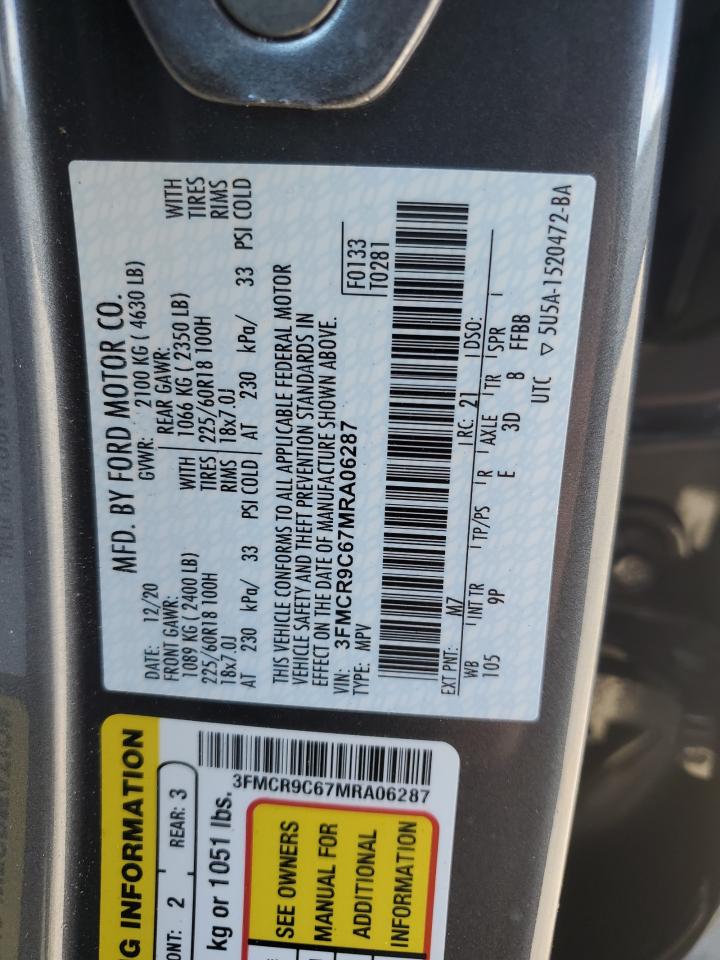 MFD. BY FORD MOTOR CO.
DATE: 12/20 GVWR: 2100 KG ( 4630 LB)
FRONT GAWR: REAR GAWR:
1089 KG ( 2400 LB) WITH 1066 KG ( 2350 LB) WITH
225/60R18 100H TIRES 225/60R18 100H TIRES
18x7.0J RIMS 18x7.0J RIMS
AT 230 kPa/ 33 PSI COLD AT 230 kPa/ 33 PSI COLD
THIS VEHICLE CONFORMS TO ALL APPLICABLE FEDERAL MOTOR
VEHICLE SAFETY AND THEFT PREVENTION STANDARDS IN
EFFECT ON THE DATE OF MANUFACTURE SHOWN ABOVE.
VIN: 3FMCR9C67MRA06287
TYPE: MPV
F0133
T0281
EXT PNT: M7 RC: 21 DSO:
WB INT TR TP/PS R AXLE TR SPR
105 9P E 3D 8 FFBB
UTC ▽ 5U5A-1520472-BA
G INFORMATION
ONT: 2 REAR: 3
kg or 1051 lbs.
3FMCR9C67MRA06287
SEE OWNERS
MANUAL FOR
ADDITIONAL
INFORMATION